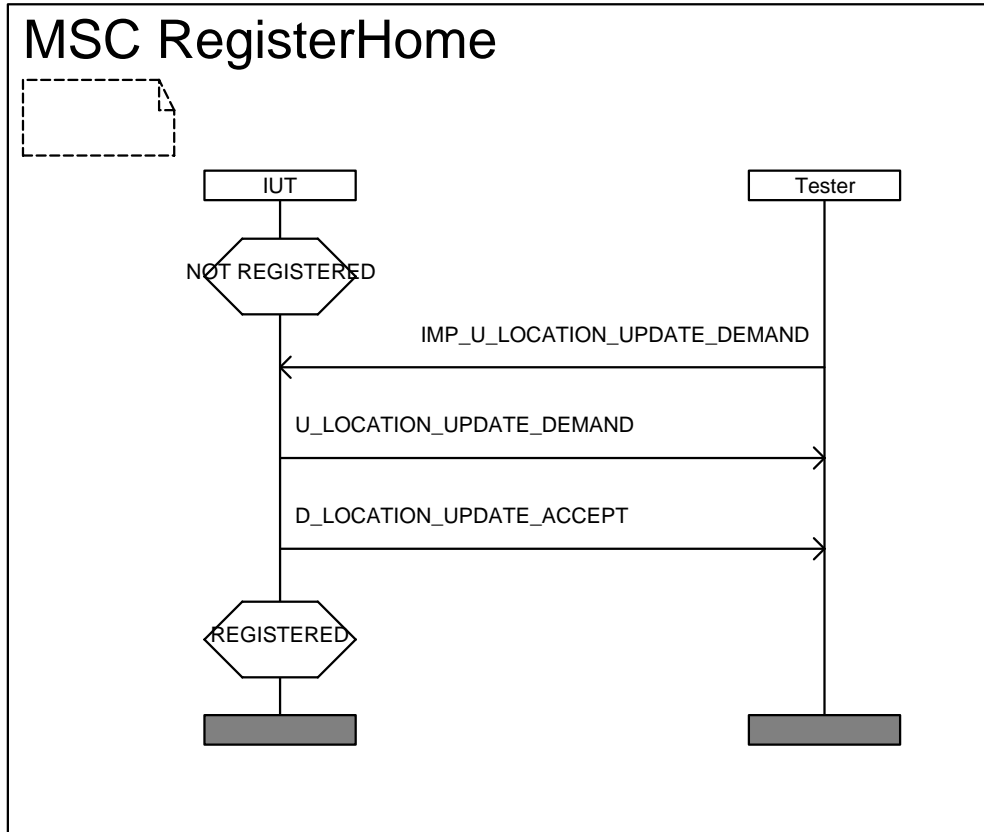 MSC RegisterHome
IUT
Tester
NOT REGISTERED
IMP_U_LOCATION_UPDATE_DEMAND
U_LOCATION_UPDATE_DEMAND
D_LOCATION_UPDATE_ACCEPT
REGISTERED